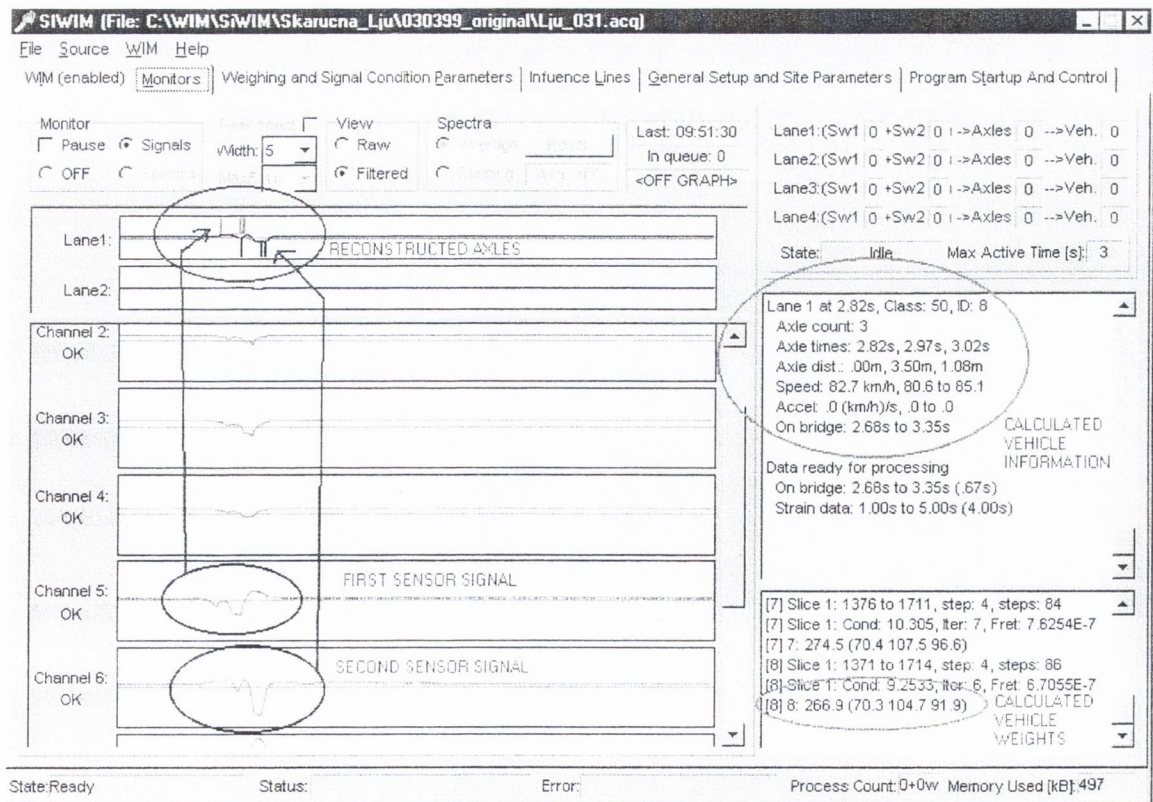 SIWIM (File: C:\WIM\SiWIM\Skarucna_Lju\030399_original\Lju_031.acq)
File Source WIM Help
WIM (enabled) Monitors Weighing and Signal Condition Parameters Infuence Lines General Setup and Site Parameters Program Startup And Control
Monitor
Pause Signals
OFF
Width: 5
View
Raw
Filtered
Spectra
Last: 09:51:30
In queue: 0
<OFF GRAPH>
Lane1:(Sw1 0 +Sw2 0 ) ->Axles 0 -->Veh. 0
Lane2:(Sw1 0 +Sw2 0 ) ->Axles 0 -->Veh. 0
Lane3:(Sw1 0 +Sw2 0 ) ->Axles 0 -->Veh. 0
Lane4:(Sw1 0 +Sw2 0 ) ->Axles 0 -->Veh. 0
State: Idle Max Active Time [s]: 3
Lane1:
RECONSTRUCTED AXLES
Lane2:
Channel 2:
OK
Channel 3:
OK
Channel 4:
OK
Channel 5:
OK
FIRST SENSOR SIGNAL
Channel 6:
OK
SECOND SENSOR SIGNAL
Lane 1 at 2.82s, Class: 50, ID: 8
Axle count: 3
Axle times: 2.82s, 2.97s, 3.02s
Axle dist.: .00m, 3.50m, 1.08m
Speed: 82.7 km/h, 80.6 to 85.1
Accel: .0 (km/h)/s, .0 to .0
On bridge: 2.68s to 3.35s
CALCULATED
VEHICLE
INFORMATION
Data ready for processing
On bridge: 2.68s to 3.35s (.67s)
Strain data: 1.00s to 5.00s (4.00s)
[7] Slice 1: 1376 to 1711, step: 4, steps: 84
[7] Slice 1: Cond: 10.305, Iter: 7, Fret: 7.6254E-7
[7] 7: 274.5 (70.4 107.5 96.6)
[8] Slice 1: 1371 to 1714, step: 4, steps: 86
[8] Slice 1: Cond: 9.2533, Iter: 6, Fret: 6.7055E-7
[8] 8: 266.9 (70.3 104.7 91.9)
CALCULATED
VEHICLE
WEIGHTS
State:Ready Status: Error: Process Count: 0+0w Memory Used [kB]: 497